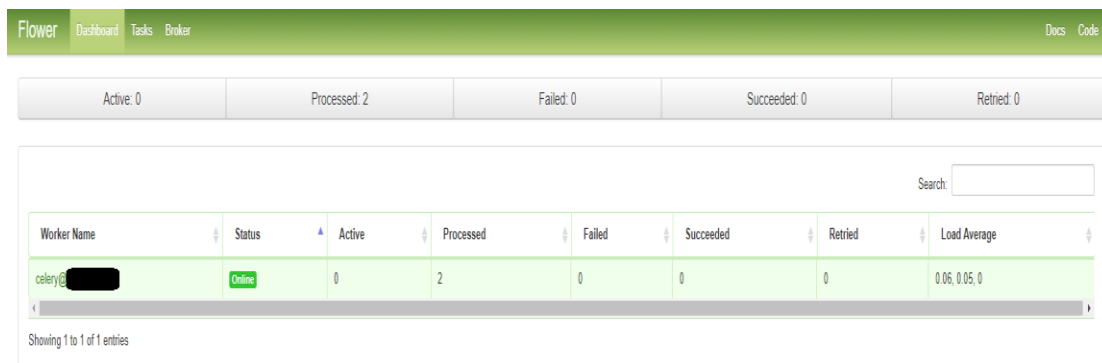 Flower Dashboard Tasks Broker Docs Code
Active: 0 Processed: 2 Failed: 0 Succeeded: 0 Retried: 0
Search:
Worker Name Status Active Processed Failed Succeeded Retried Load Average
celery@ Online 0 2 0 0 0 0.06, 0.05, 0
Showing 1 to 1 of 1 entries